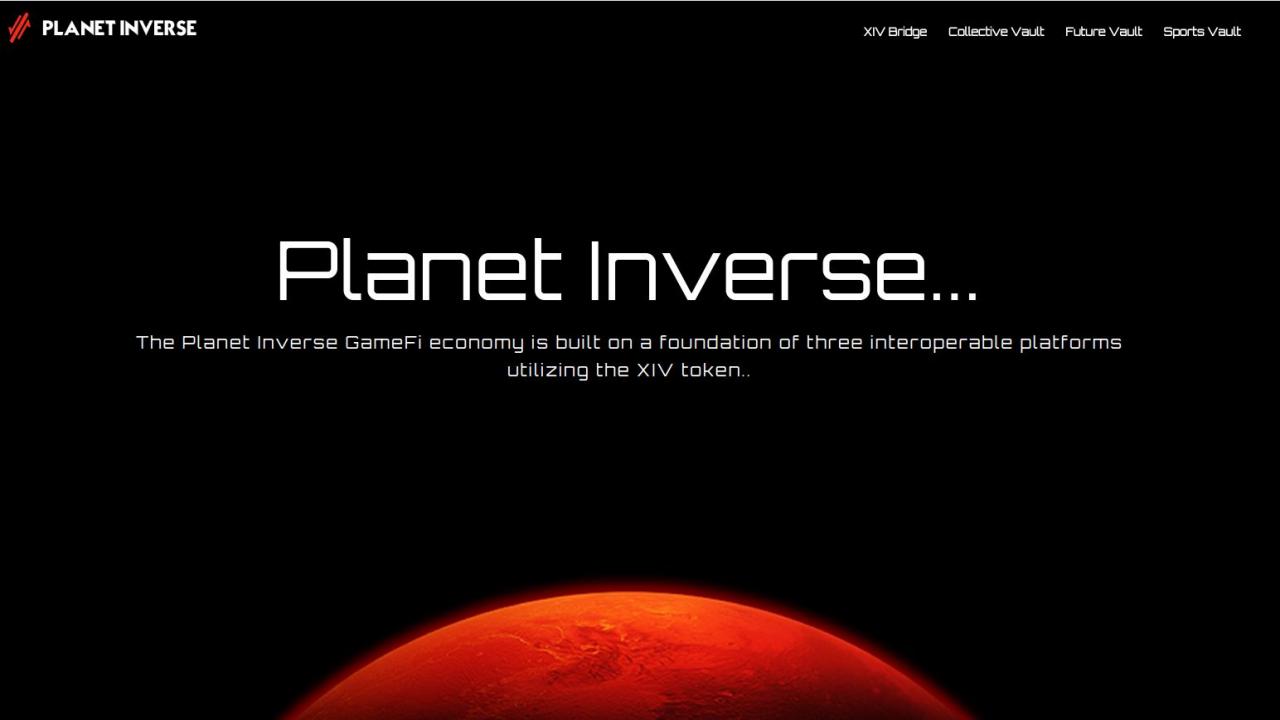 PLANET INVERSE
XIV Bridge Collective Vault Future Vault Sports Vault
Planet Inverse...
The Planet Inverse GameFi economy is built on a foundation of three interoperable platforms
utilizing the XIV token..